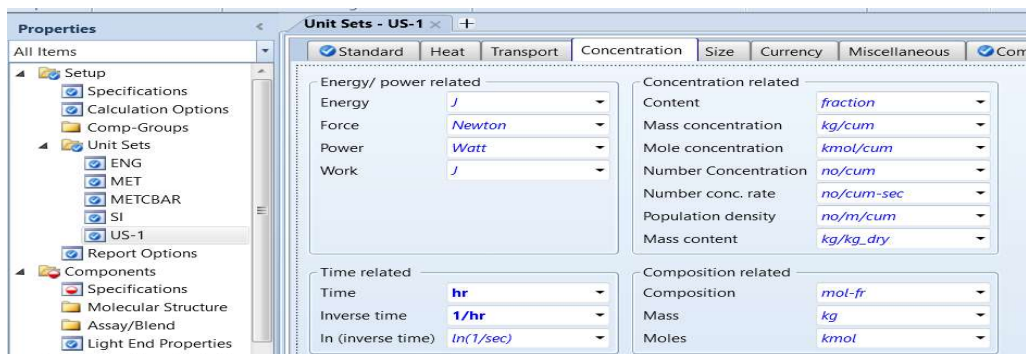 Properties
All Items
Setup
Specifications
Calculation Options
Comp-Groups
Unit Sets
ENG
MET
METCBAR
SI
US-1
Report Options
Components
Specifications
Molecular Structure
Assay/Blend
Light End Properties
Unit Sets - US-1
Standard Heat Transport Concentration Size Currency Miscellaneous Com
Energy/ power related
Energy J
Force Newton
Power Watt
Work J
Concentration related
Content fraction
Mass concentration kg/cum
Mole concentration kmol/cum
Number Concentration no/cum
Number conc. rate no/cum-sec
Population density no/m/cum
Mass content kg/kg_dry
Time related
Time hr
Inverse time 1/hr
ln (inverse time) ln(1/sec)
Composition related
Composition mol-fr
Mass kg
Moles kmol